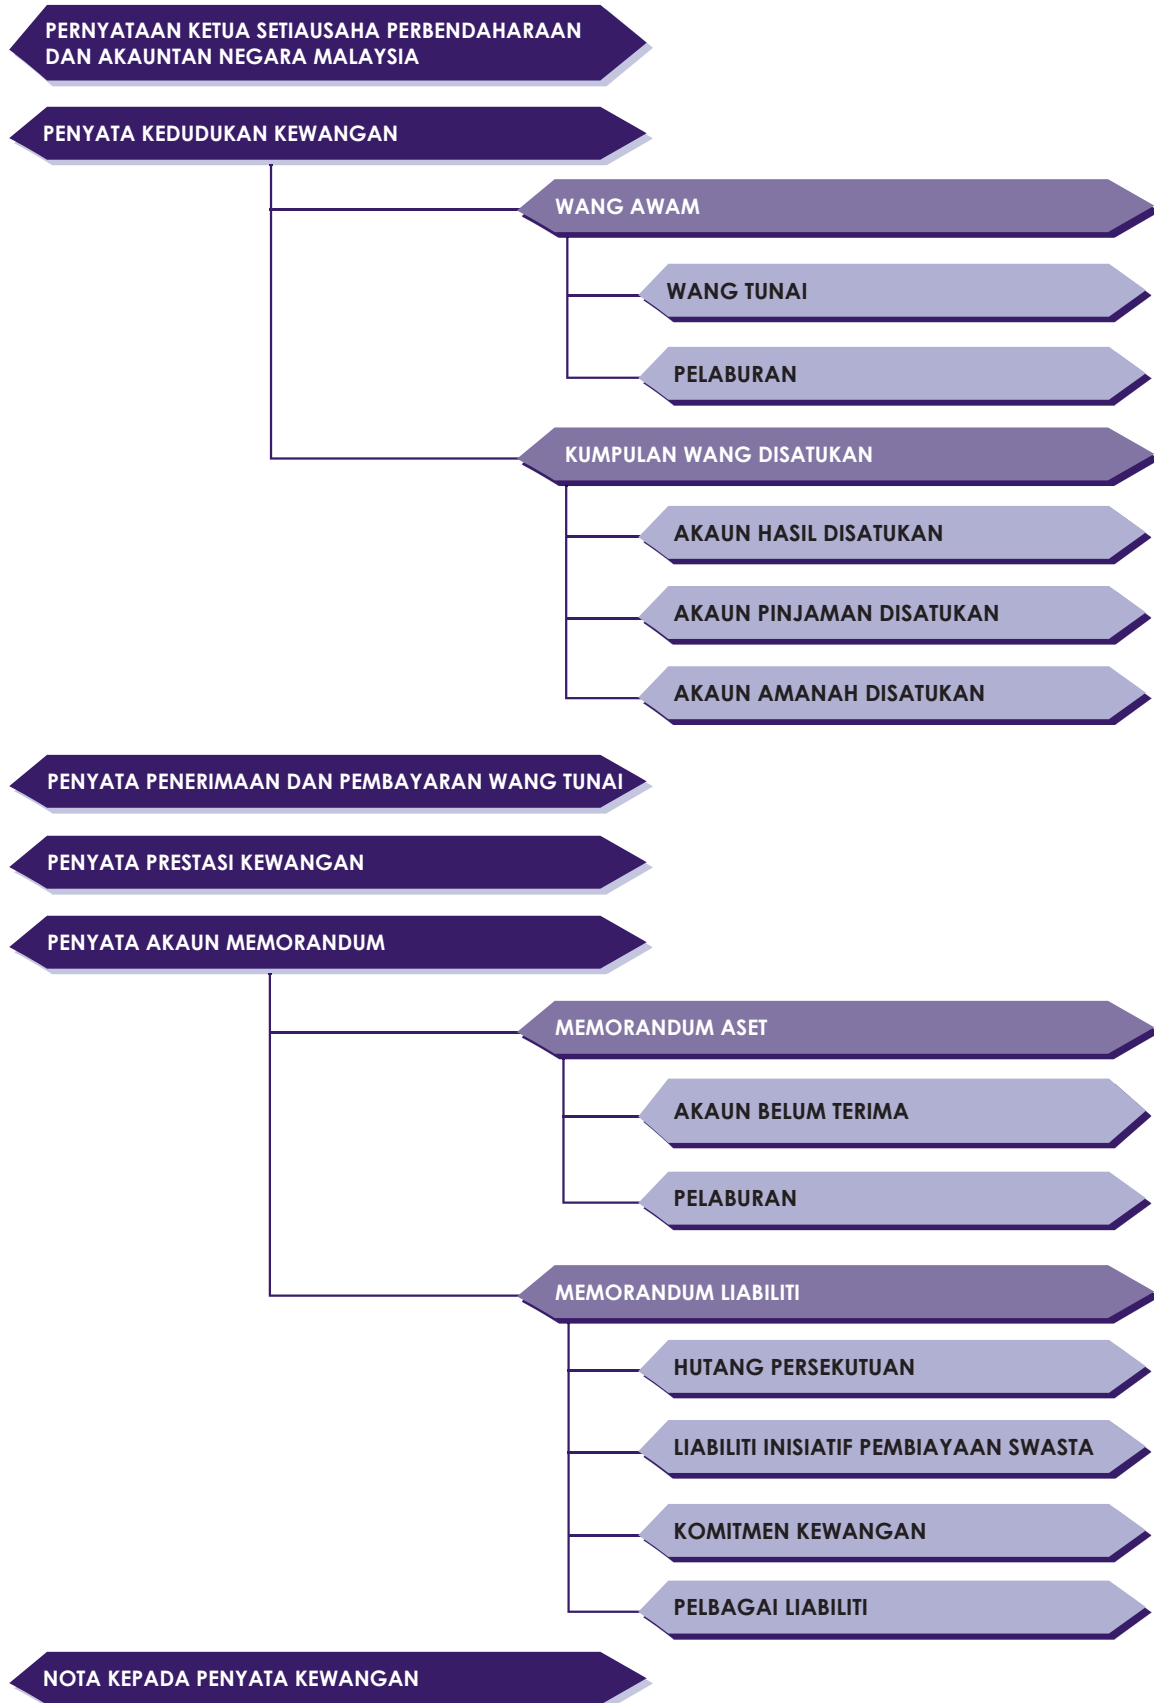 PERNYATAAN KETUA SETIAUSAHA PERBENDAHARAAN
DAN AKAUNTAN NEGARA MALAYSIA
PENYATA KEDUDUKAN KEWANGAN
WANG AWAM
WANG TUNAI
PELABURAN
KUMPULAN WANG DISATUKAN
AKAUN HASIL DISATUKAN
AKAUN PINJAMAN DISATUKAN
AKAUN AMANAH DISATUKAN
PENYATA PENERIMAAN DAN PEMBAYARAN WANG TUNAI
PENYATA PRESTASI KEWANGAN
PENYATA AKAUN MEMORANDUM
MEMORANDUM ASET
AKAUN BELUM TERIMA
PELABURAN
MEMORANDUM LIABILITI
HUTANG PERSEKUTUAN
LIABILITI INISIATIF PEMBIAYAAN SWASTA
KOMITMEN KEWANGAN
PELBAGAI LIABILITI
NOTA KEPADA PENYATA KEWANGAN